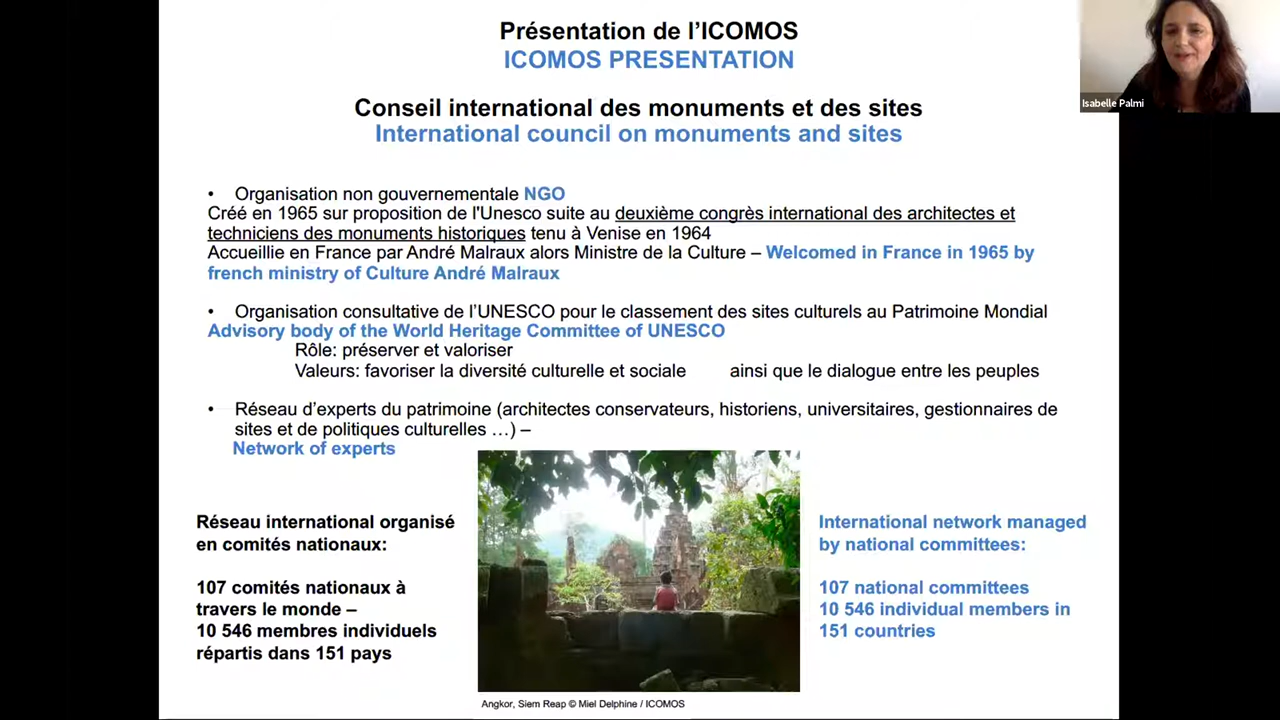 Présentation de l'ICOMOS
ICOMOS PRESENTATION
Conseil international des monuments et des sites
International council on monuments and sites
Isabelle Palmi
• Organisation non gouvernementale NGO
Créé en 1965 sur proposition de l'Unesco suite au deuxième congrès international des architectes et
techniciens des monuments historiques tenu à Venise en 1964
Accueillie en France par André Malraux alors Ministre de la Culture – Welcomed in France in 1965 by
french ministry of Culture André Malraux
• Organisation consultative de l'UNESCO pour le classement des sites culturels au Patrimoine Mondial
Advisory body of the World Heritage Committee of UNESCO
Rôle: préserver et valoriser
Valeurs: favoriser la diversité culturelle et sociale ainsi que le dialogue entre les peuples
• Réseau d'experts du patrimoine (architectes conservateurs, historiens, universitaires, gestionnaires de
sites et de politiques culturelles …) –
Network of experts
Réseau international organisé
en comités nationaux:
107 comités nationaux à
travers le monde –
10 546 membres individuels
répartis dans 151 pays
International network managed
by national committees:
107 national committees
10 546 individual members in
151 countries
Angkor, Siem Reap © Miel Delphine / ICOMOS